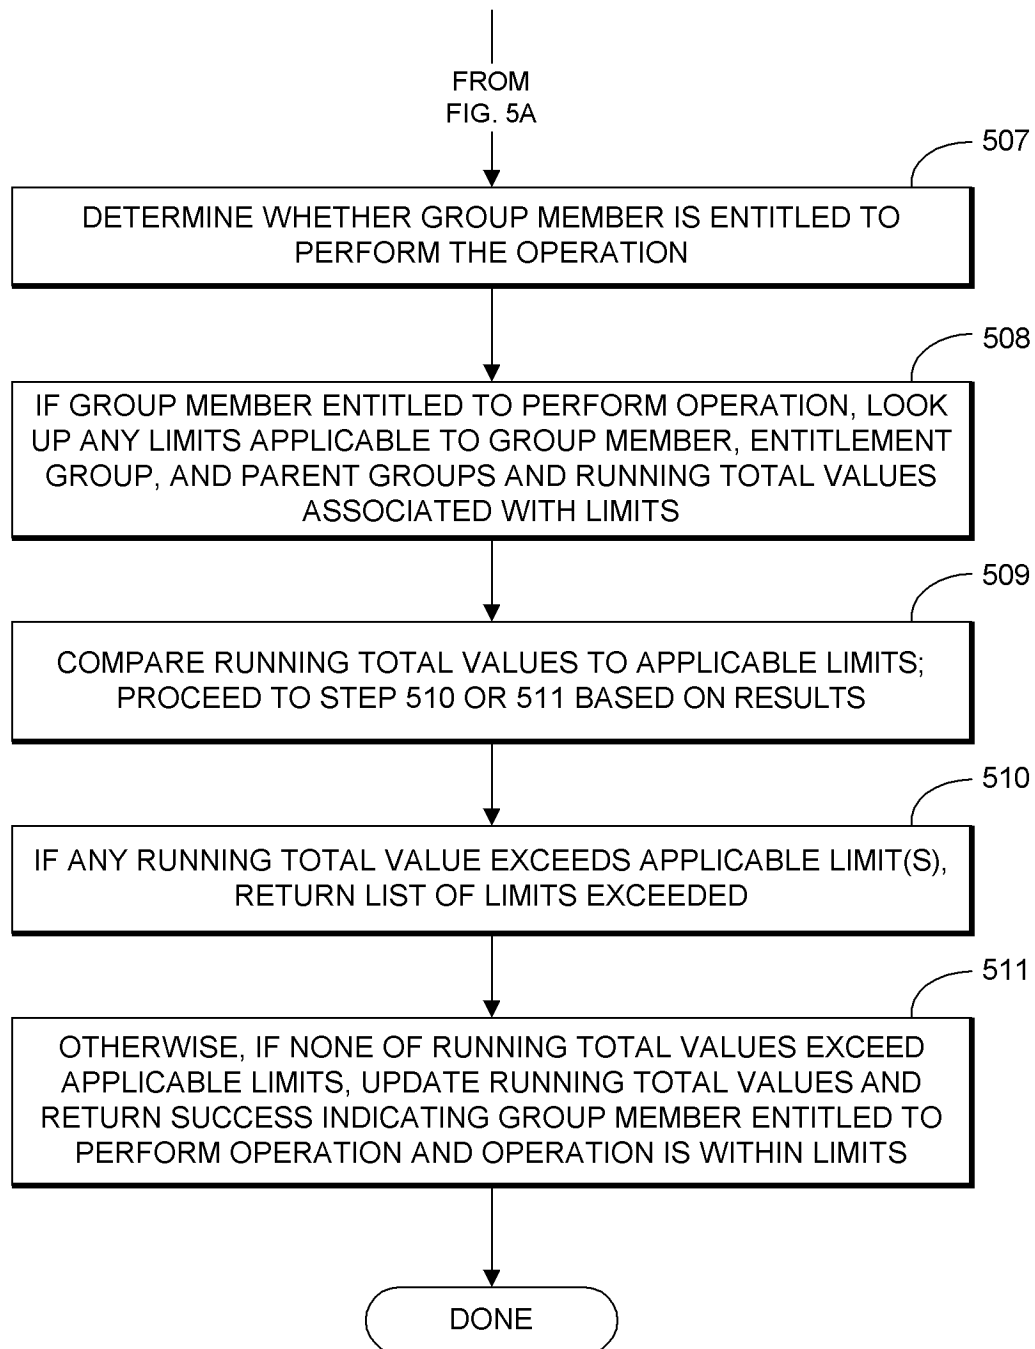 FROM
FIG. 5A
507
DETERMINE WHETHER GROUP MEMBER IS ENTITLED TO
PERFORM THE OPERATION
508
IF GROUP MEMBER ENTITLED TO PERFORM OPERATION, LOOK
UP ANY LIMITS APPLICABLE TO GROUP MEMBER, ENTITLEMENT
GROUP, AND PARENT GROUPS AND RUNNING TOTAL VALUES
ASSOCIATED WITH LIMITS
509
COMPARE RUNNING TOTAL VALUES TO APPLICABLE LIMITS;
PROCEED TO STEP 510 OR 511 BASED ON RESULTS
510
IF ANY RUNNING TOTAL VALUE EXCEEDS APPLICABLE LIMIT(S),
RETURN LIST OF LIMITS EXCEEDED
511
OTHERWISE, IF NONE OF RUNNING TOTAL VALUES EXCEED
APPLICABLE LIMITS, UPDATE RUNNING TOTAL VALUES AND
RETURN SUCCESS INDICATING GROUP MEMBER ENTITLED TO
PERFORM OPERATION AND OPERATION IS WITHIN LIMITS
DONE